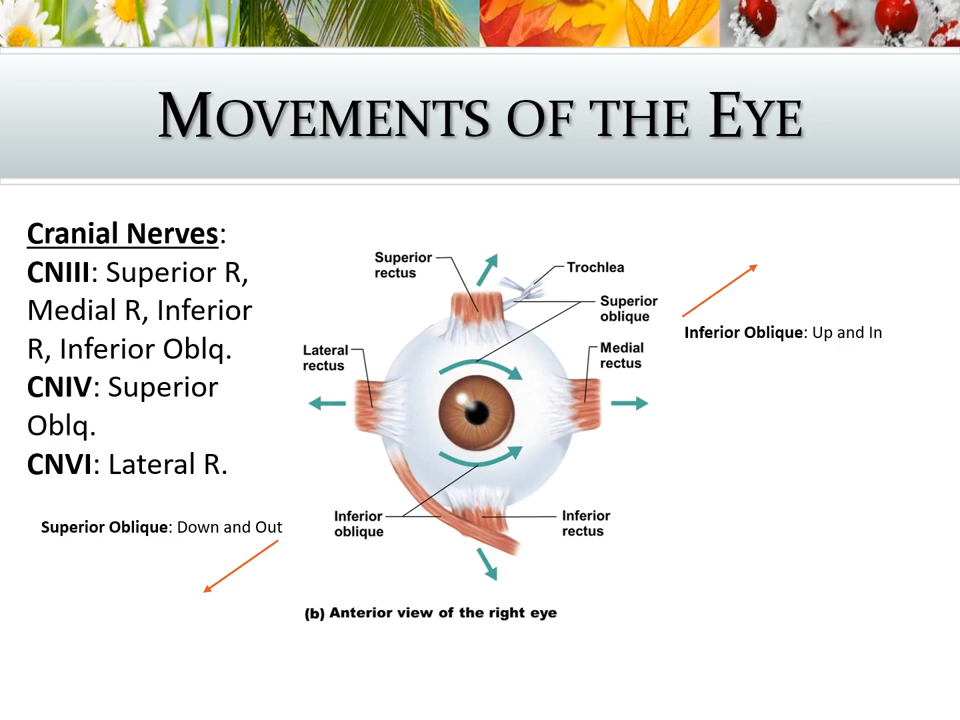 MOVEMENTS OF THE EYE
Cranial Nerves:
CNIII: Superior R,
Medial R, Inferior
R, Inferior Oblq.
CNIV: Superior
Oblq.
CNVI: Lateral R.
Superior Oblique: Down and Out
Superior
rectus
Trochlea
Superior
oblique
Lateral
rectus
Medial
rectus
Inferior
oblique
Inferior
rectus
(b) Anterior view of the right eye
Inferior Oblique: Up and In